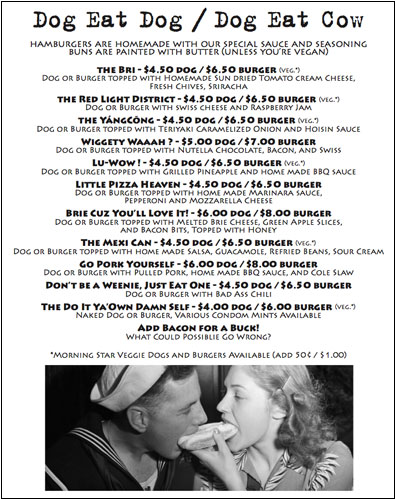 Dog Eat Dog / Dog Eat Cow
HAMBURGERS ARE HOMEMADE WITH OUR SPECIAL SAUCE AND SEASONING
BUNS ARE PAINTED WITH BUTTER (UNLESS YOU'RE VEGAN)
THE BRI - $4.50 DOG / $6.50 BURGER (VEG.*)
DOG OR BURGER TOPPED WITH HOMEMADE SUN DRIED TOMATO CREAM CHEESE,
FRESH CHIVES, SRIRACHA
THE RED LIGHT DISTRICT - $4.50 DOG / $6.50 BURGER (VEG.*)
DOG OR BURGER WITH SWISS CHEESE AND RASPBERRY JAM
THE YÁNGCŌNG - $4.50 DOG / $6.50 BURGER (VEG.*)
DOG OR BURGER TOPPED WITH TERIYAKI CARAMELIZED ONION AND HOISIN SAUCE
WIGGETY WAAAH ? - $5.00 DOG / $7.00 BURGER
DOG OR BURGER TOPPED WITH NUTELLA CHOCOLATE, BACON, AND SWISS
LU-WOW ! - $4.50 DOG / $6.50 BURGER (VEG.*)
DOG OR BURGER TOPPED WITH GRILLED PINEAPPLE AND HOME MADE BBQ SAUCE
LITTLE PIZZA HEAVEN - $4.50 DOG / $6.50 BURGER
DOG OR BURGER TOPPED WITH HOME MADE MARINARA SAUCE,
PEPPERONI AND MOZZARELLA CHEESE
BRIE CUZ YOU'LL LOVE IT! - $6.00 DOG / $8.00 BURGER
DOG OR BURGER TOPPED WITH MELTED BRIE CHEESE, GREEN APPLE SLICES,
AND BACON BITS, TOPPED WITH HONEY
THE MEXI CAN - $4.50 DOG / $6.50 BURGER (VEG.*)
DOG OR BURGER TOPPED WITH HOME MADE SALSA, GUACAMOLE, REFRIED BEANS, SOUR CREAM
GO PORK YOURSELF - $6.00 DOG / $8.00 BURGER
DOG OR BURGER WITH PULLED PORK, HOME MADE BBQ SAUCE, AND COLE SLAW
DON'T BE A WEENIE, JUST EAT ONE - $4.50 DOG / $6.50 BURGER
DOG OR BURGER WITH BAD ASS CHILI
THE DO IT YA'OWN DAMN SELF - $4.00 DOG / $6.00 BURGER (VEG.*)
NAKED DOG OR BURGER, VARIOUS CONDOM MINTS AVAILABLE
ADD BACON FOR A BUCK!
WHAT COULD POSSIBLIE GO WRONG?
*MORNING STAR VEGGIE DOGS AND BURGERS AVAILABLE (ADD 50¢ / $1.00)